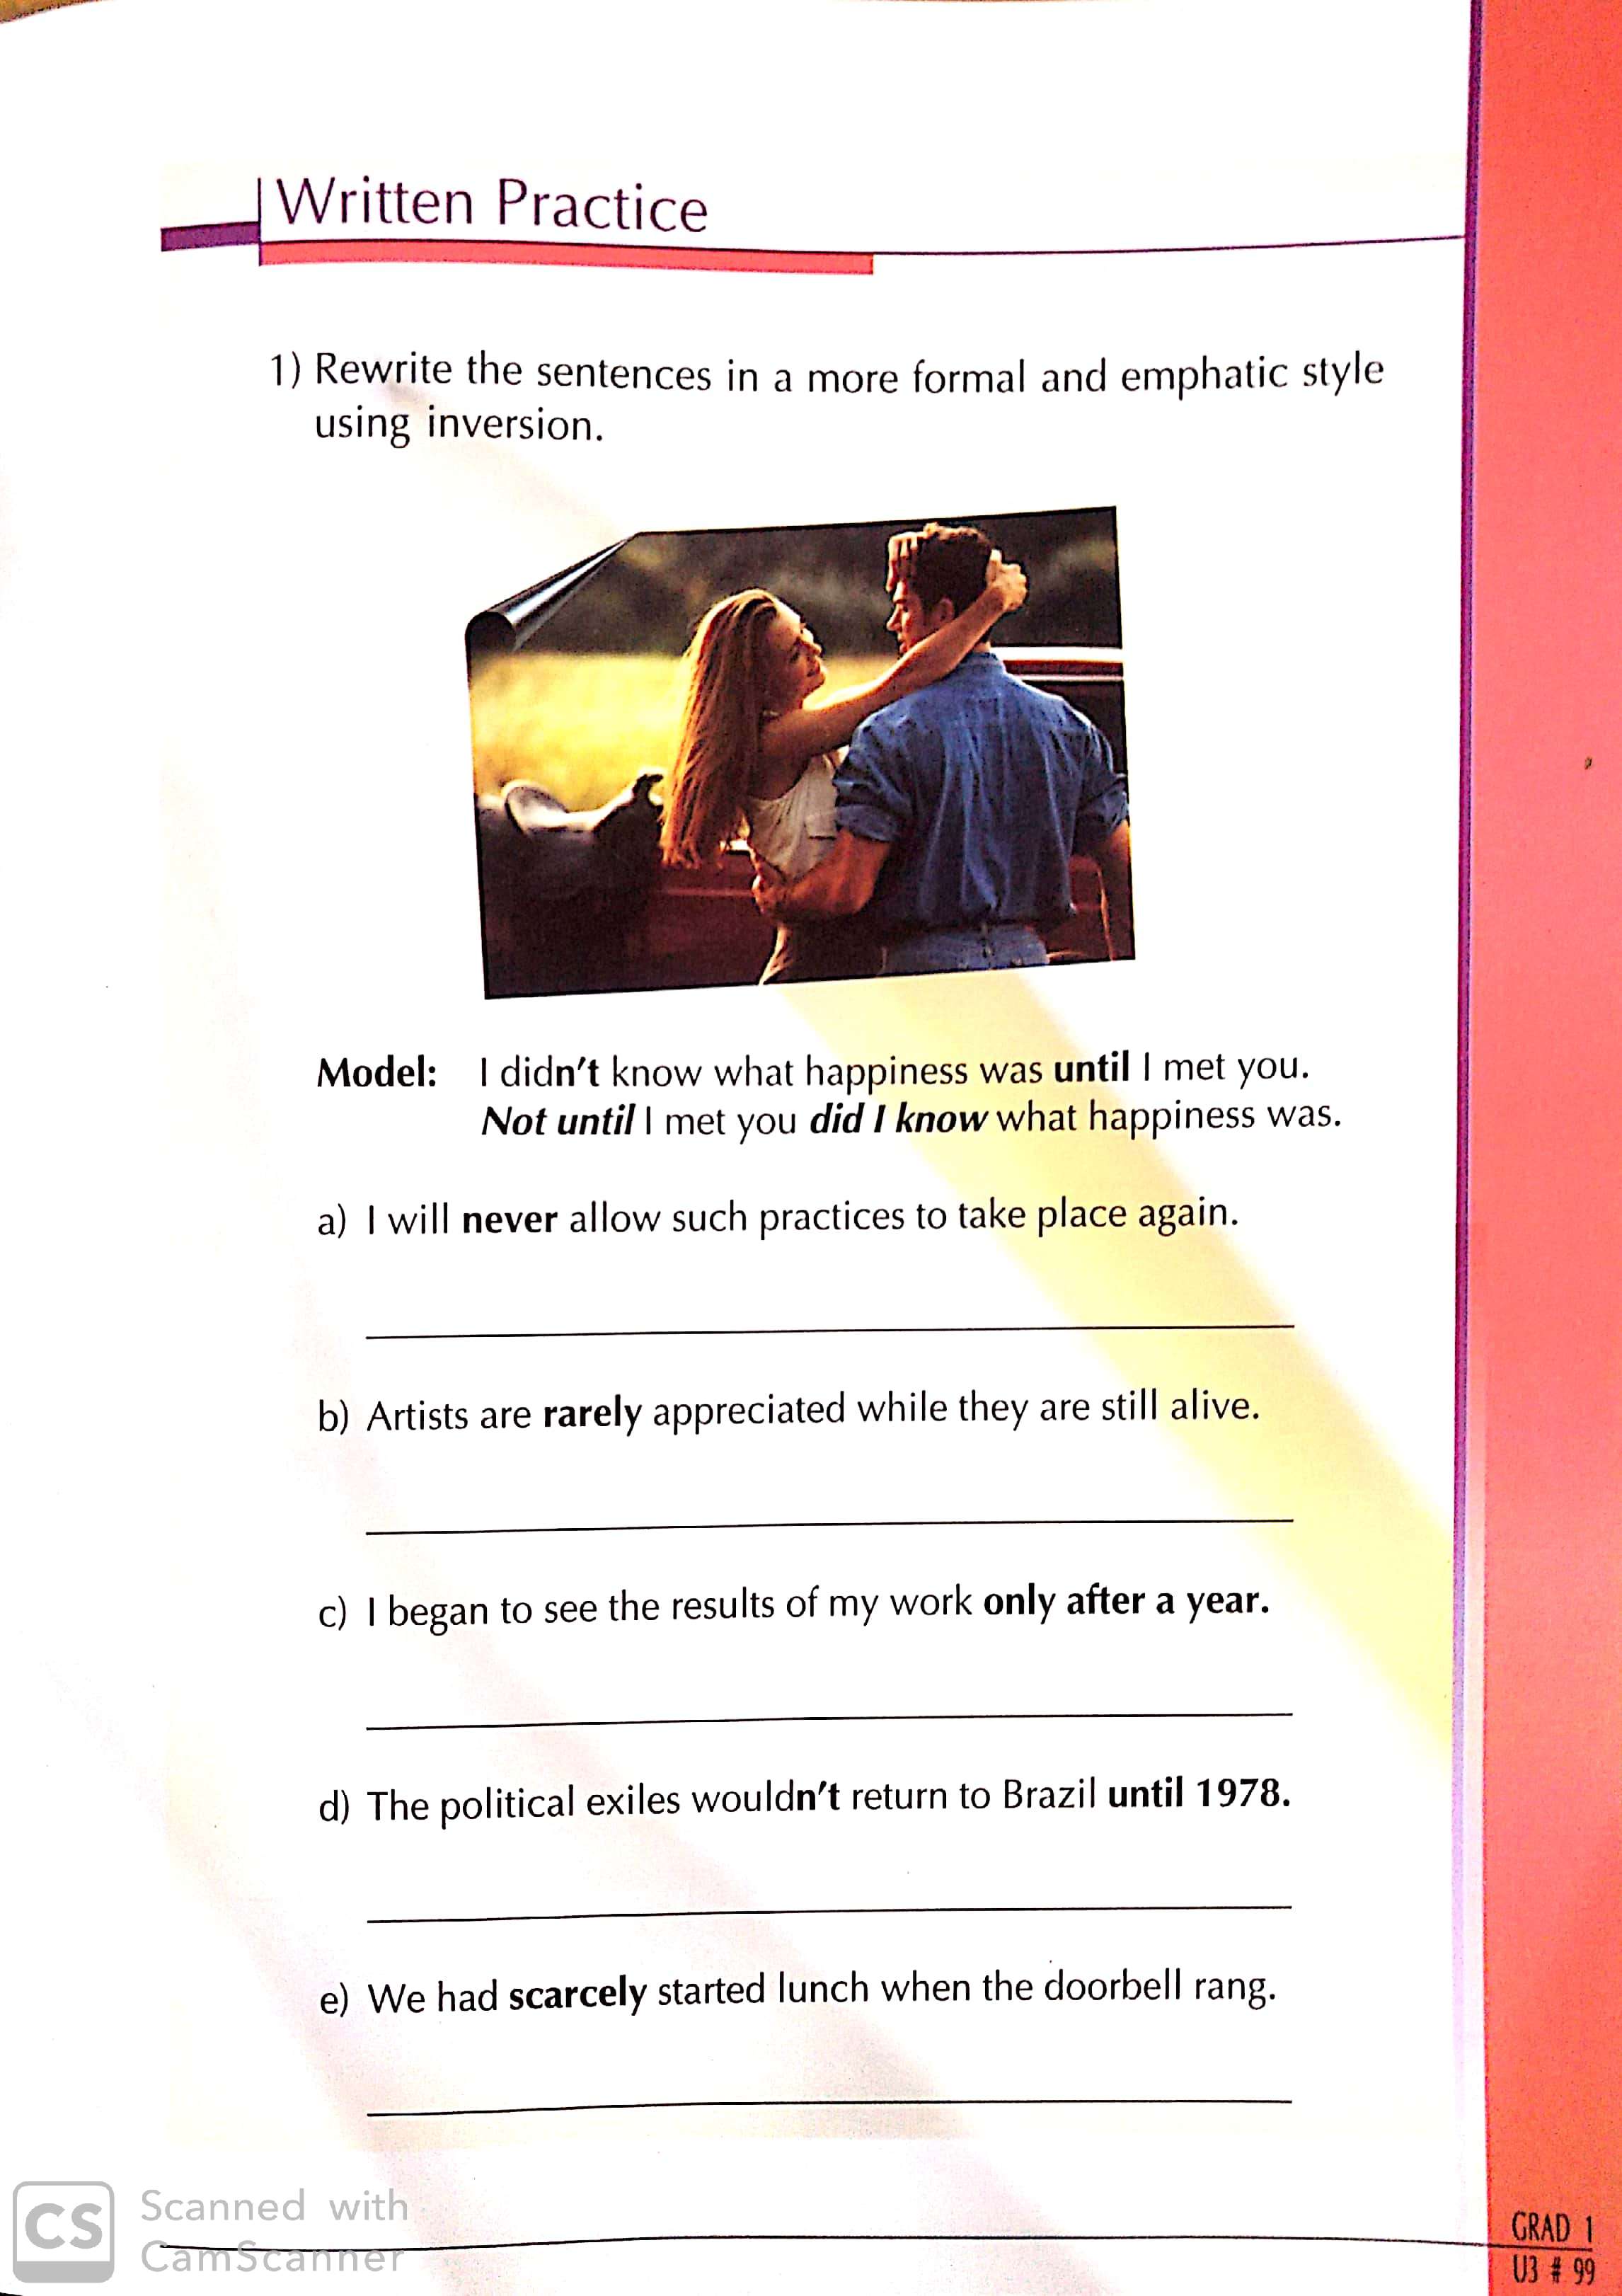 Written Practice
1) Rewrite the sentences in a more formal and emphatic style
using inversion.
Model: I didn't know what happiness was until I met you.
Not until I met you did I know what happiness was.
a) I will never allow such practices to take place again.
b) Artists are rarely appreciated while they are still alive.
c) I began to see the results of my work only after a year.
d) The political exiles wouldn't return to Brazil until 1978.
e) We had scarcely started lunch when the doorbell rang.
CS Scanned with
CamScanner
GRAD 1
U3 # 99